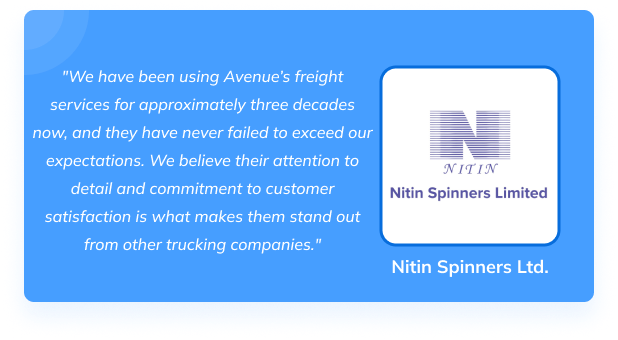 "We have been using Avenue's freight
services for approximately three decades
now, and they have never failed to exceed our
expectations. We believe their attention to
detail and commitment to customer
satisfaction is what makes them stand out
from other trucking companies."
N
NITIN
Nitin Spinners Limited
Nitin Spinners Ltd.